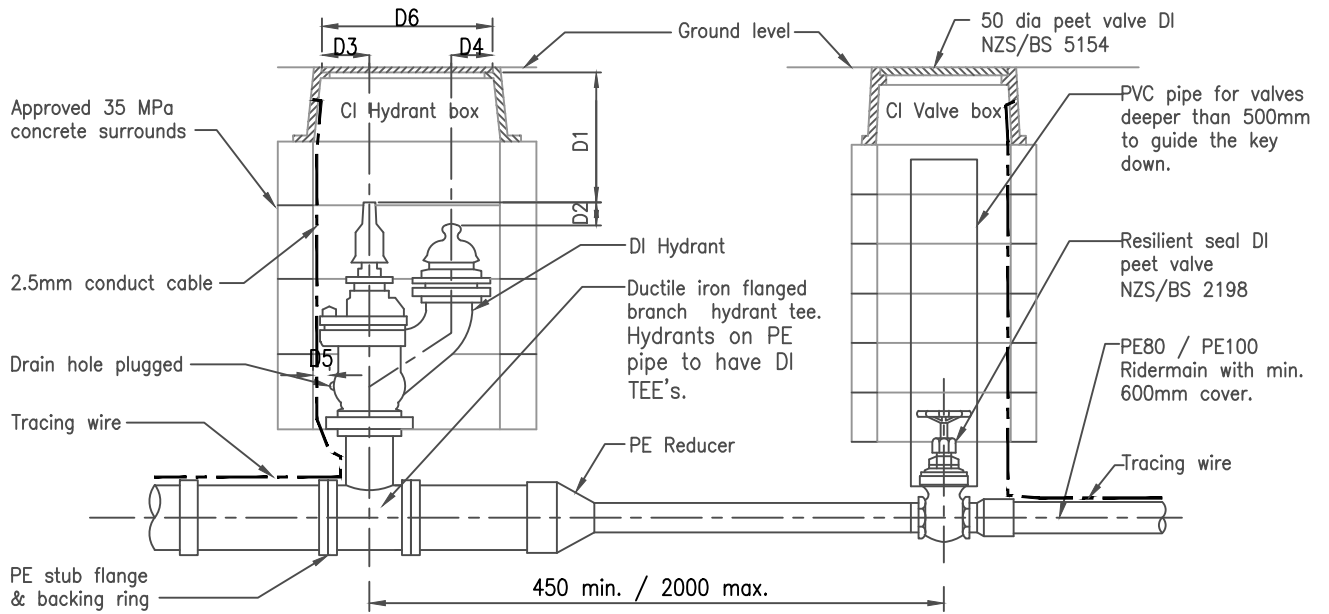 D6
D3
D4
Ground level
50 dia peet valve DI
NZS/BS 5154
Approved 35 MPa
concrete surrounds
CI Hydrant box
D1
CI Valve box
PVC pipe for valves
deeper than 500mm
to guide the key
down.
D2
2.5mm conduct cable
DI Hydrant
Resilient seal DI
peet valve
NZS/BS 2198
Ductile iron flanged
branch hydrant tee.
Hydrants on PE
pipe to have DI
TEE's.
Drain hole plugged
D5
PE80 / PE100
Ridermain with min.
600mm cover.
Tracing wire
PE Reducer
Tracing wire
PE stub flange
& backing ring
450 min. / 2000 max.